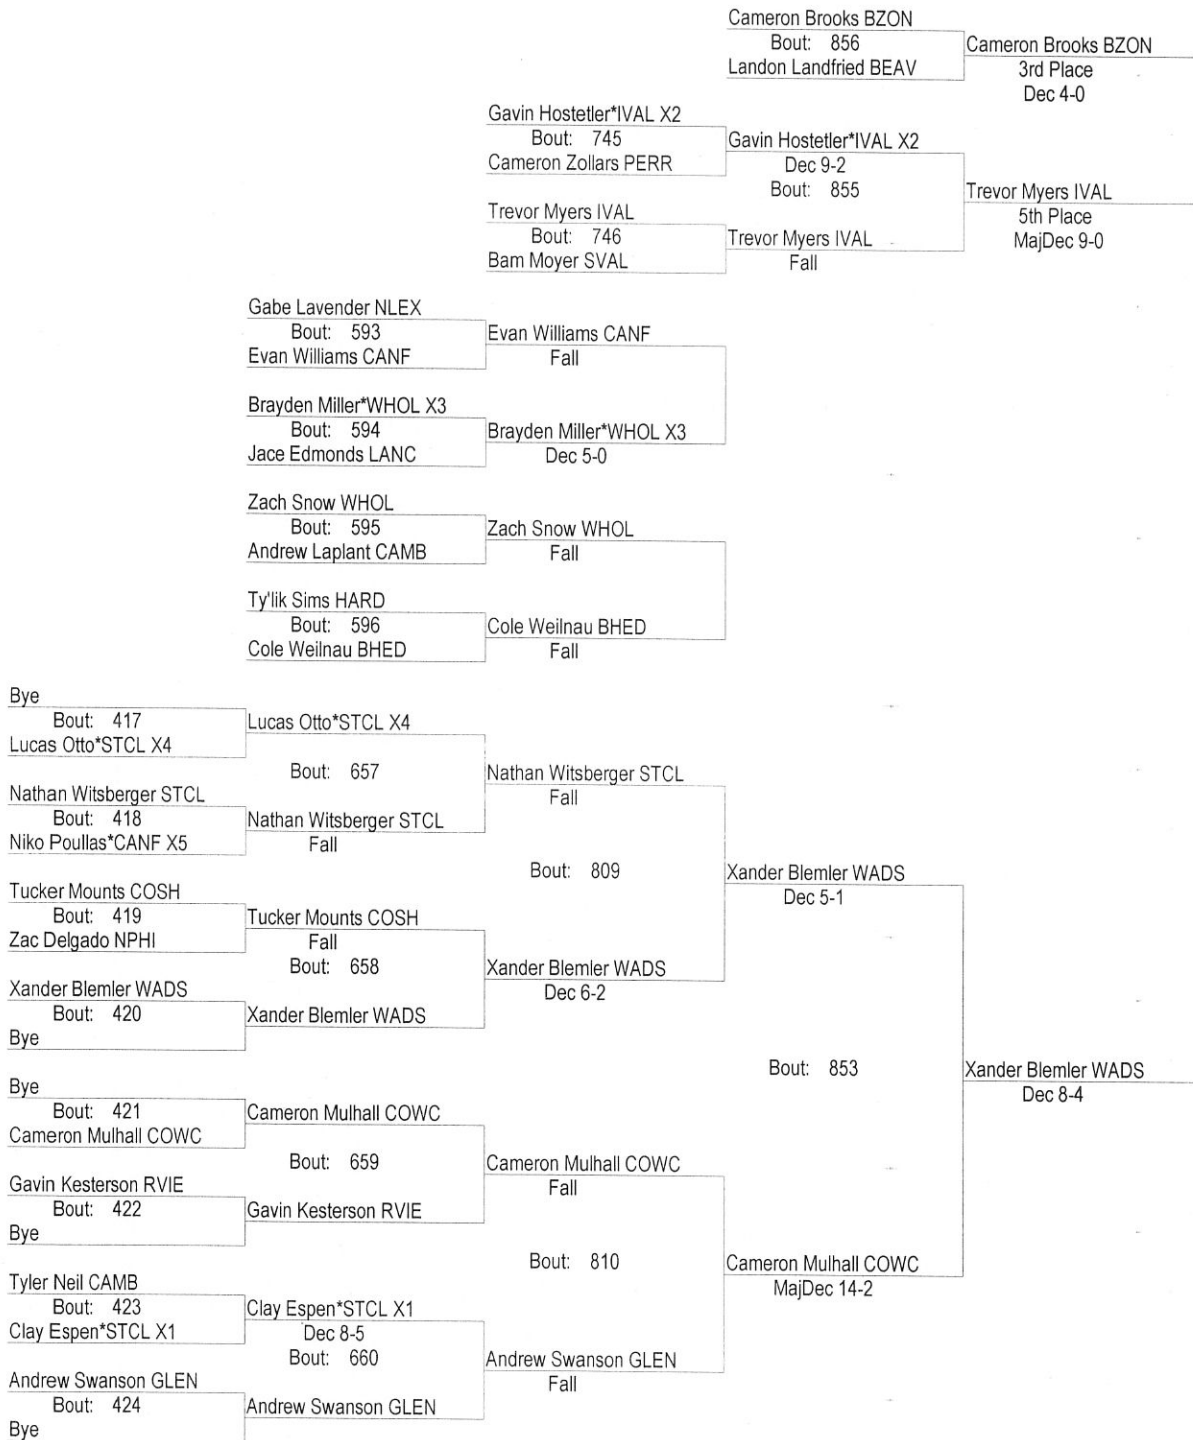 Cameron Brooks BZON
Bout: 856
Landon Landfried BEAV
Cameron Brooks BZON
3rd Place
Dec 4-0
Gavin Hostetler*IVAL X2
Bout: 745
Cameron Zollars PERR
Gavin Hostetler*IVAL X2
Dec 9-2
Bout: 855
Trevor Myers IVAL
5th Place
MajDec 9-0
Trevor Myers IVAL
Bout: 746
Bam Moyer SVAL
Trevor Myers IVAL
Fall
Gabe Lavender NLEX
Bout: 593
Evan Williams CANF
Evan Williams CANF
Fall
Brayden Miller*WHOL X3
Bout: 594
Jace Edmonds LANC
Brayden Miller*WHOL X3
Dec 5-0
Zach Snow WHOL
Bout: 595
Andrew Laplant CAMB
Zach Snow WHOL
Fall
Ty'lik Sims HARD
Bout: 596
Cole Weilnau BHED
Cole Weilnau BHED
Fall
Bye
Bout: 417
Lucas Otto*STCL X4
Lucas Otto*STCL X4
Bout: 657
Nathan Witsberger STCL
Fall
Nathan Witsberger STCL
Bout: 418
Niko Poullas*CANF X5
Nathan Witsberger STCL
Fall
Bout: 809
Xander Blemler WADS
Dec 5-1
Tucker Mounts COSH
Bout: 419
Zac Delgado NPHI
Tucker Mounts COSH
Fall
Bout: 658
Xander Blemler WADS
Dec 6-2
Xander Blemler WADS
Bout: 420
Bye
Xander Blemler WADS
Bout: 853
Xander Blemler WADS
Dec 8-4
Bye
Bout: 421
Cameron Mulhall COWC
Cameron Mulhall COWC
Bout: 659
Cameron Mulhall COWC
Fall
Gavin Kesterson RVIE
Bout: 422
Bye
Gavin Kesterson RVIE
Bout: 810
Cameron Mulhall COWC
MajDec 14-2
Tyler Neil CAMB
Bout: 423
Clay Espen*STCL X1
Clay Espen*STCL X1
Dec 8-5
Bout: 660
Andrew Swanson GLEN
Fall
Andrew Swanson GLEN
Bout: 424
Bye
Andrew Swanson GLEN